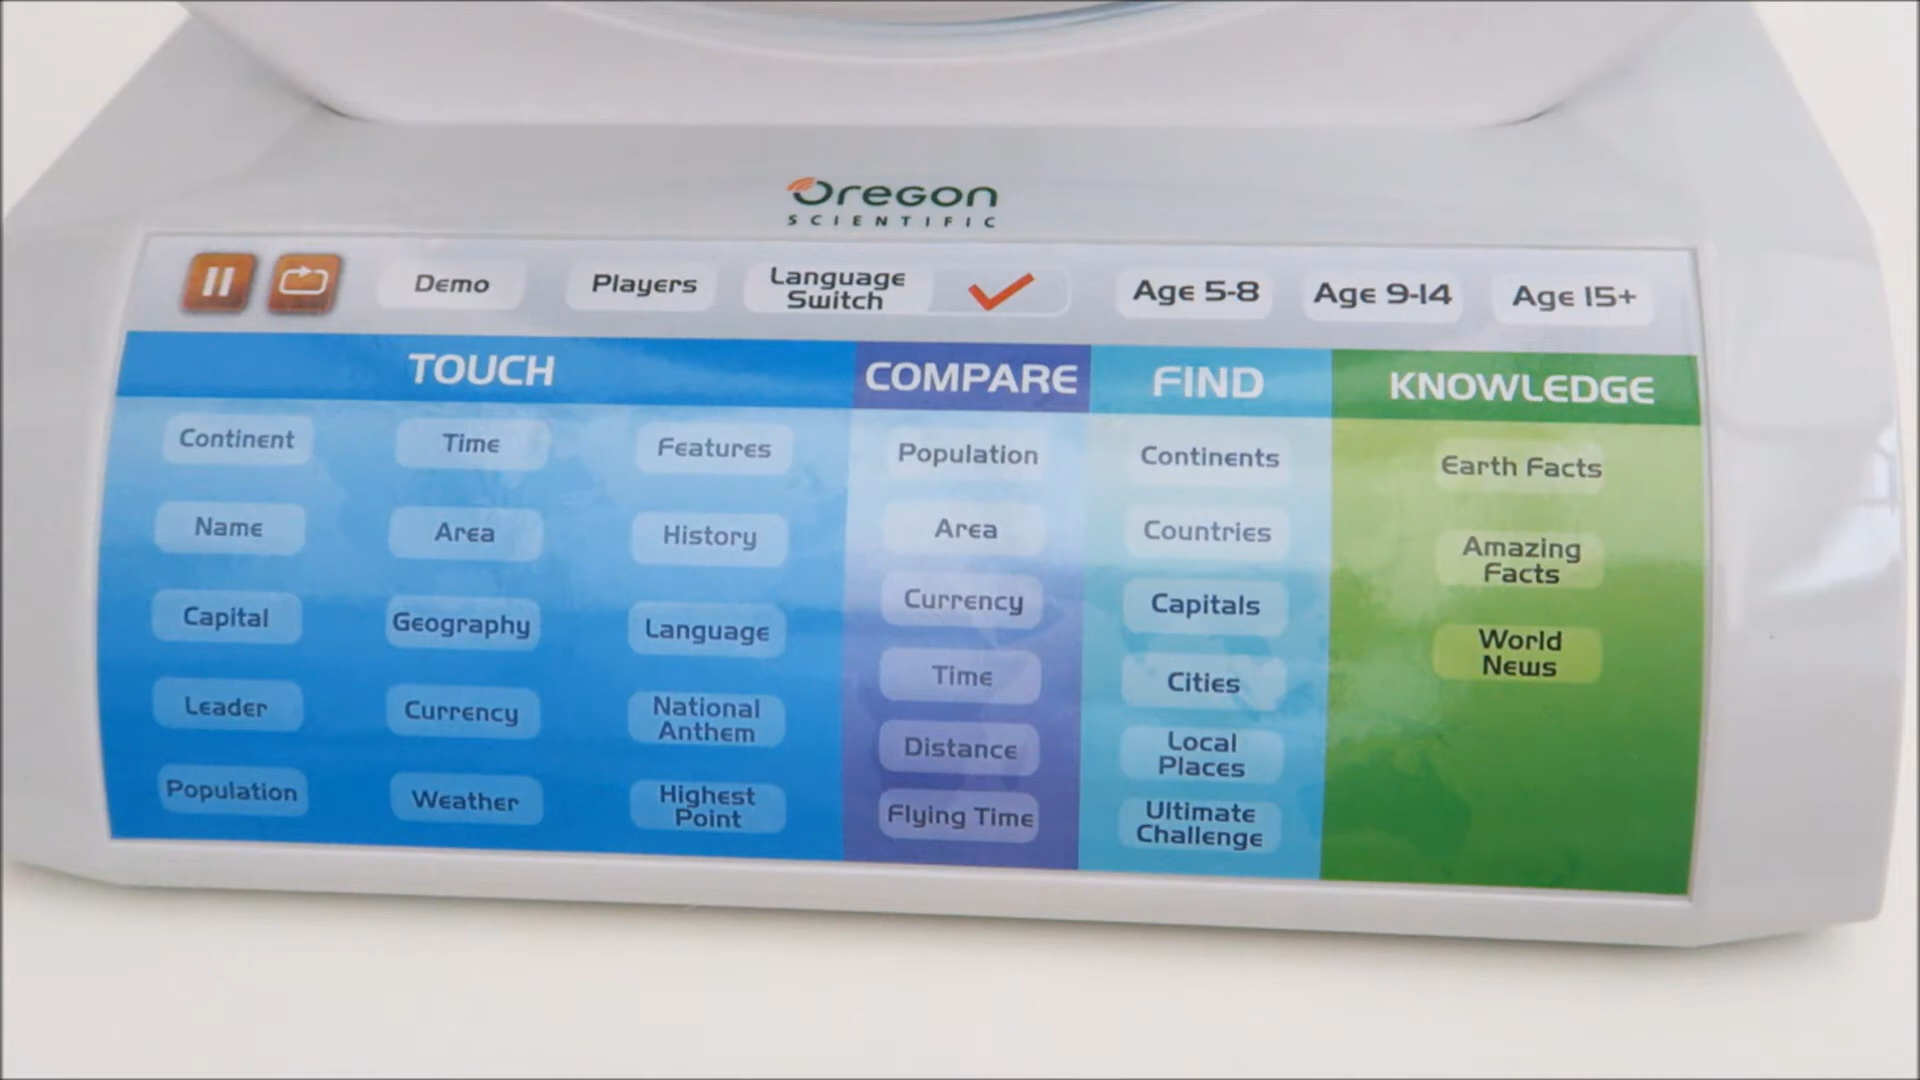 Oregon
SCIENTIFIC
Demo
Players
Language
Switch
Age 5-8
Age 9-14
Age 15+
TOUCH
COMPARE
FIND
KNOWLEDGE
Continent
Time
Features
Name
Area
History
Capital
Geography
Language
Leader
Currency
National
Anthem
Population
Weather
Highest
Point
Population
Area
Currency
Time
Distance
Flying Time
Continents
Countries
Capitals
Cities
Local
Places
Ultimate
Challenge
Earth Facts
Amazing
Facts
World
News